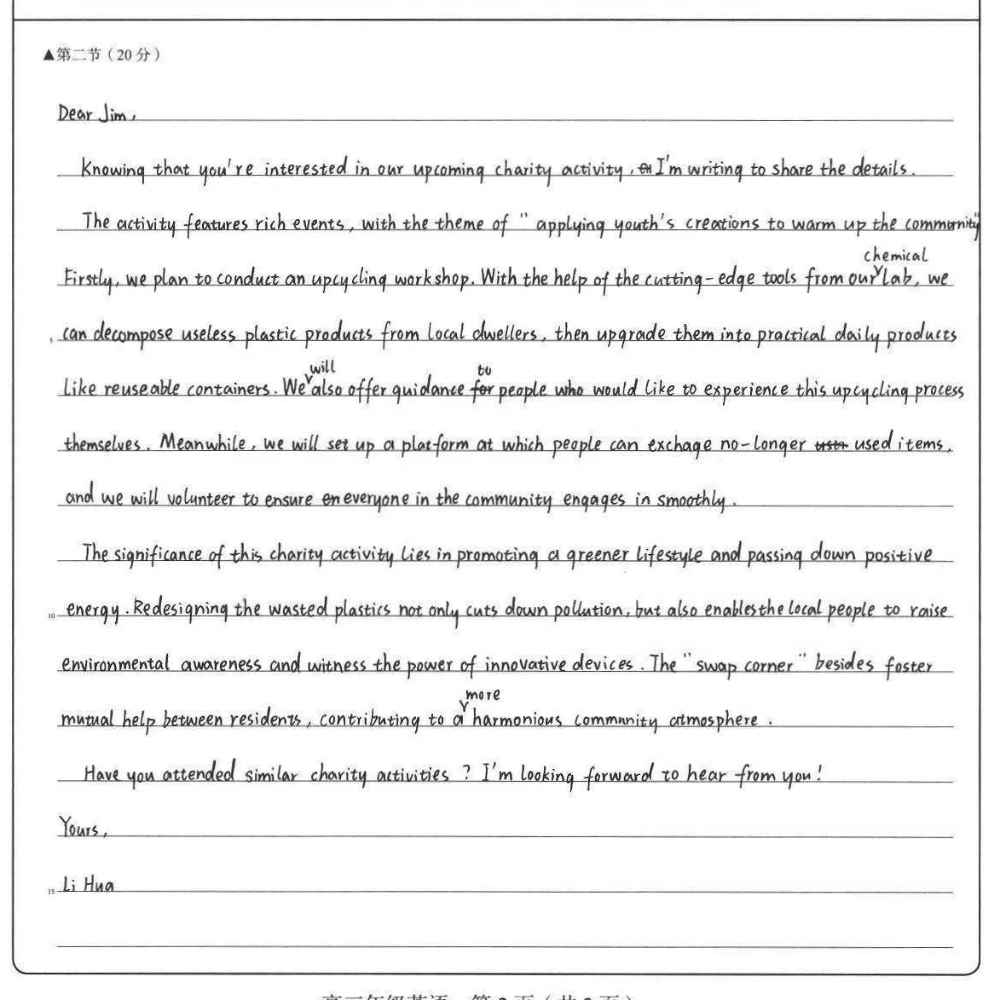 ▲第二节（20分）
Dear Jim,
Knowing that you're interested in our upcoming charity activity, I'm writing to share the details.
The activity features rich events, with the theme of "applying youth's creations to warm up the community"
Firstly, we plan to conduct an upcycling workshop. With the help of the cutting-edge tools from our chemical lab, we
5 can decompose useless plastic products from local dwellers, then upgrade them into practical daily products
like reuseable containers. We will also offer guidance to people who would like to experience this upcycling process
themselves. Meanwhile, we will set up a platform at which people can exchage no-longer used items,
and we will volunteer to ensure everyone in the community engages in smoothly.
The significance of this charity activity lies in promoting a greener lifestyle and passing down positive
10 energy. Redesigning the wasted plastics not only cuts down pollution, but also enables the local people to raise
environmental awareness and witness the power of innovative devices. The "swap corner" besides foster
mutual help between residents, contributing to a more harmonious community atmosphere.
Have you attended similar charity activities? I'm looking forward to hear from you!
Yours,
15 Li Hua